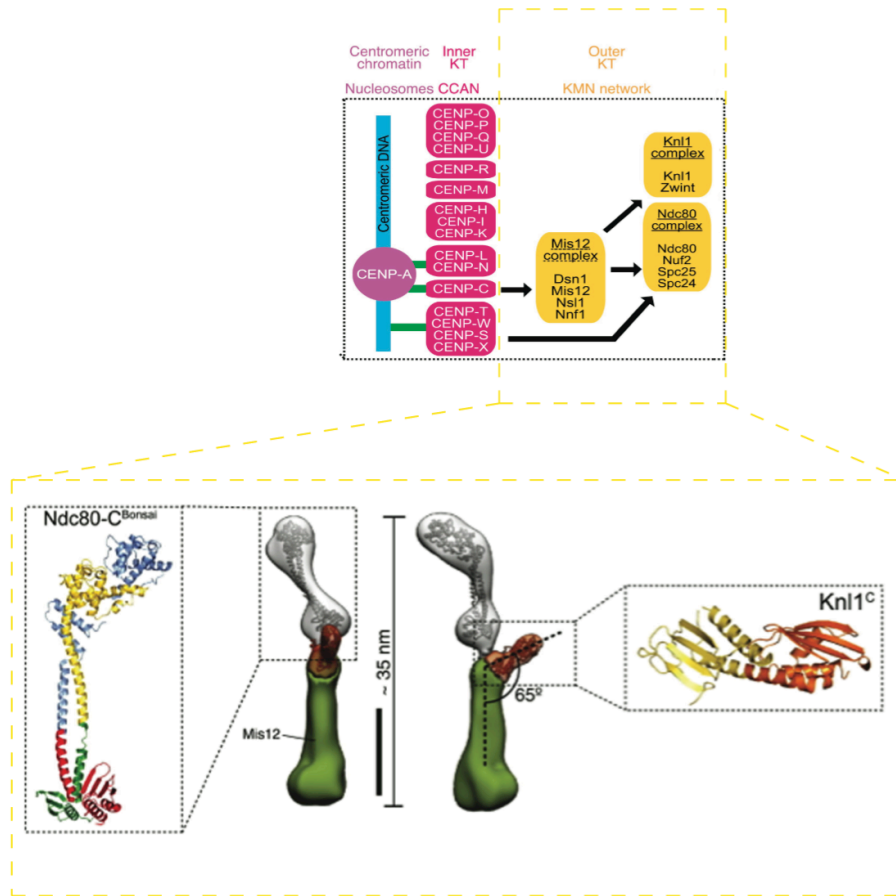 Centromeric
chromatin
Inner
KT
Outer
KT
Nucleosomes CCAN
KMN network
Centromeric DNA
CENP-A
CENP-O
CENP-P
CENP-Q
CENP-U
CENP-R
CENP-M
CENP-H
CENP-I
CENP-K
CENP-L
CENP-N
CENP-C
CENP-T
CENP-W
CENP-S
CENP-X
Mis12
complex
Dsn1
Mis12
Nsl1
Nnf1
Knl1
complex
Knl1
Zwint
Ndc80
complex
Ndc80
Nuf2
Spc25
Spc24
Ndc80-C^Bonsai
Mis12
~ 35 nm
65º
Knl1^C